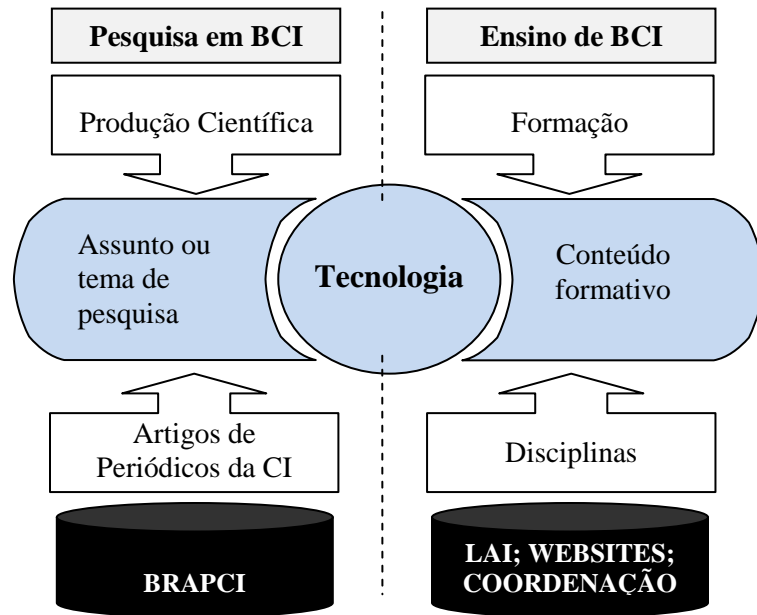 Pesquisa em BCI
Ensino de BCI
Produção Científica
Formação
Assunto ou
tema de
pesquisa
Tecnologia
Conteúdo
formativo
Artigos de
Periódicos da CI
Disciplinas
BRAPCI
LAI; WEBSITES;
COORDENAÇÃO